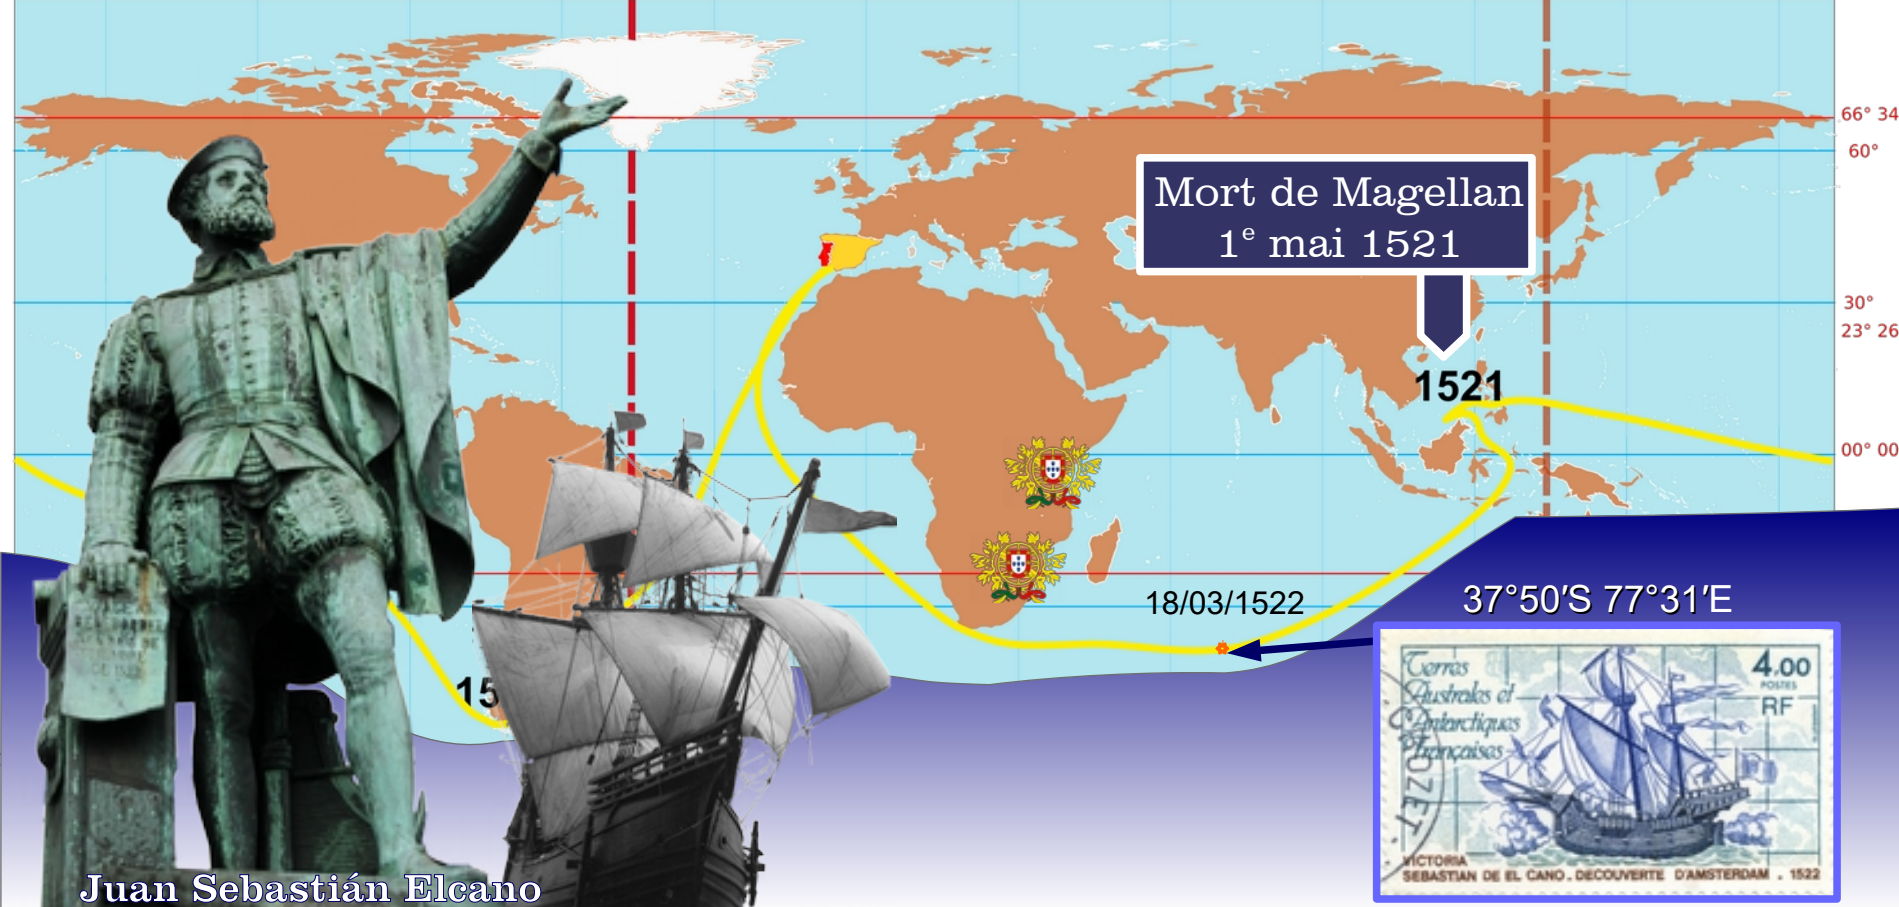 66° 34
60°
Mort de Magellan
1e mai 1521
30°
23° 26
1521
00° 00
18/03/1522
37°50′S 77°31′E
15
Terres
Australes et
Antarctiques
Françaises
4,00
POSTES
RF
CROZET
VICTORIA
SEBASTIAN DE EL CANO . DECOUVERTE D'AMSTERDAM . 1522
Juan Sebastián Elcano